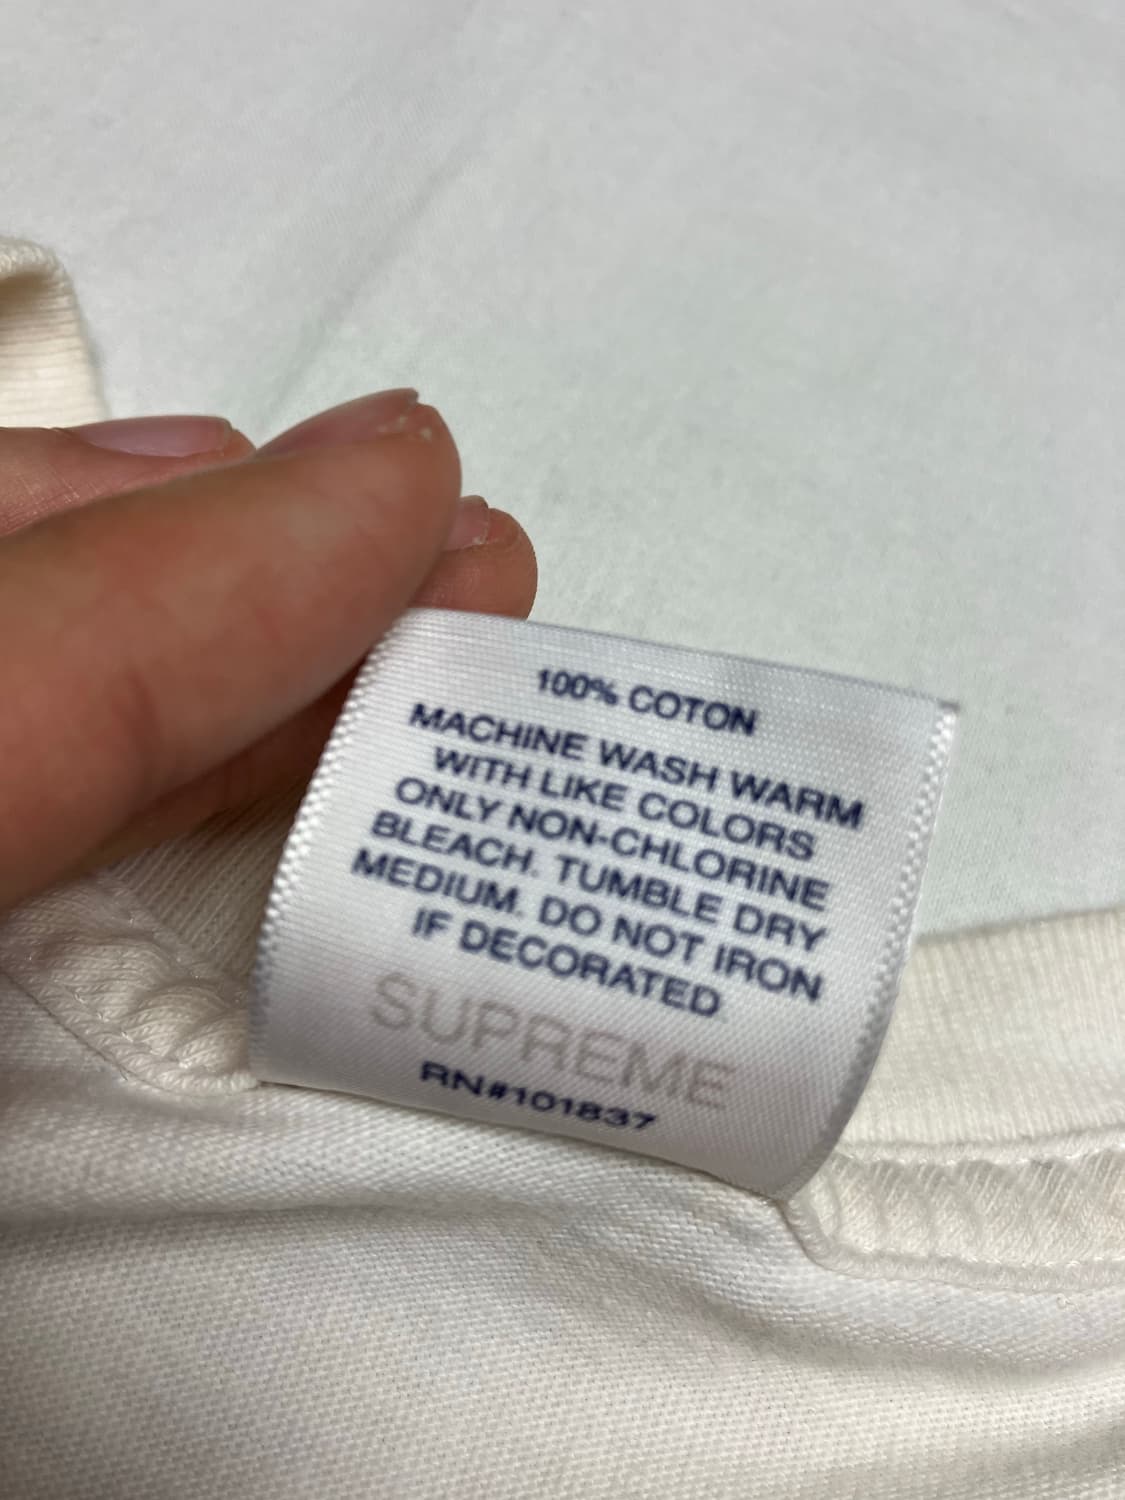 100% COTON
MACHINE WASH WARM
WITH LIKE COLORS
ONLY NON-CHLORINE
BLEACH. TUMBLE DRY
MEDIUM. DO NOT IRON
IF DECORATED
SUPREME
RN#101837